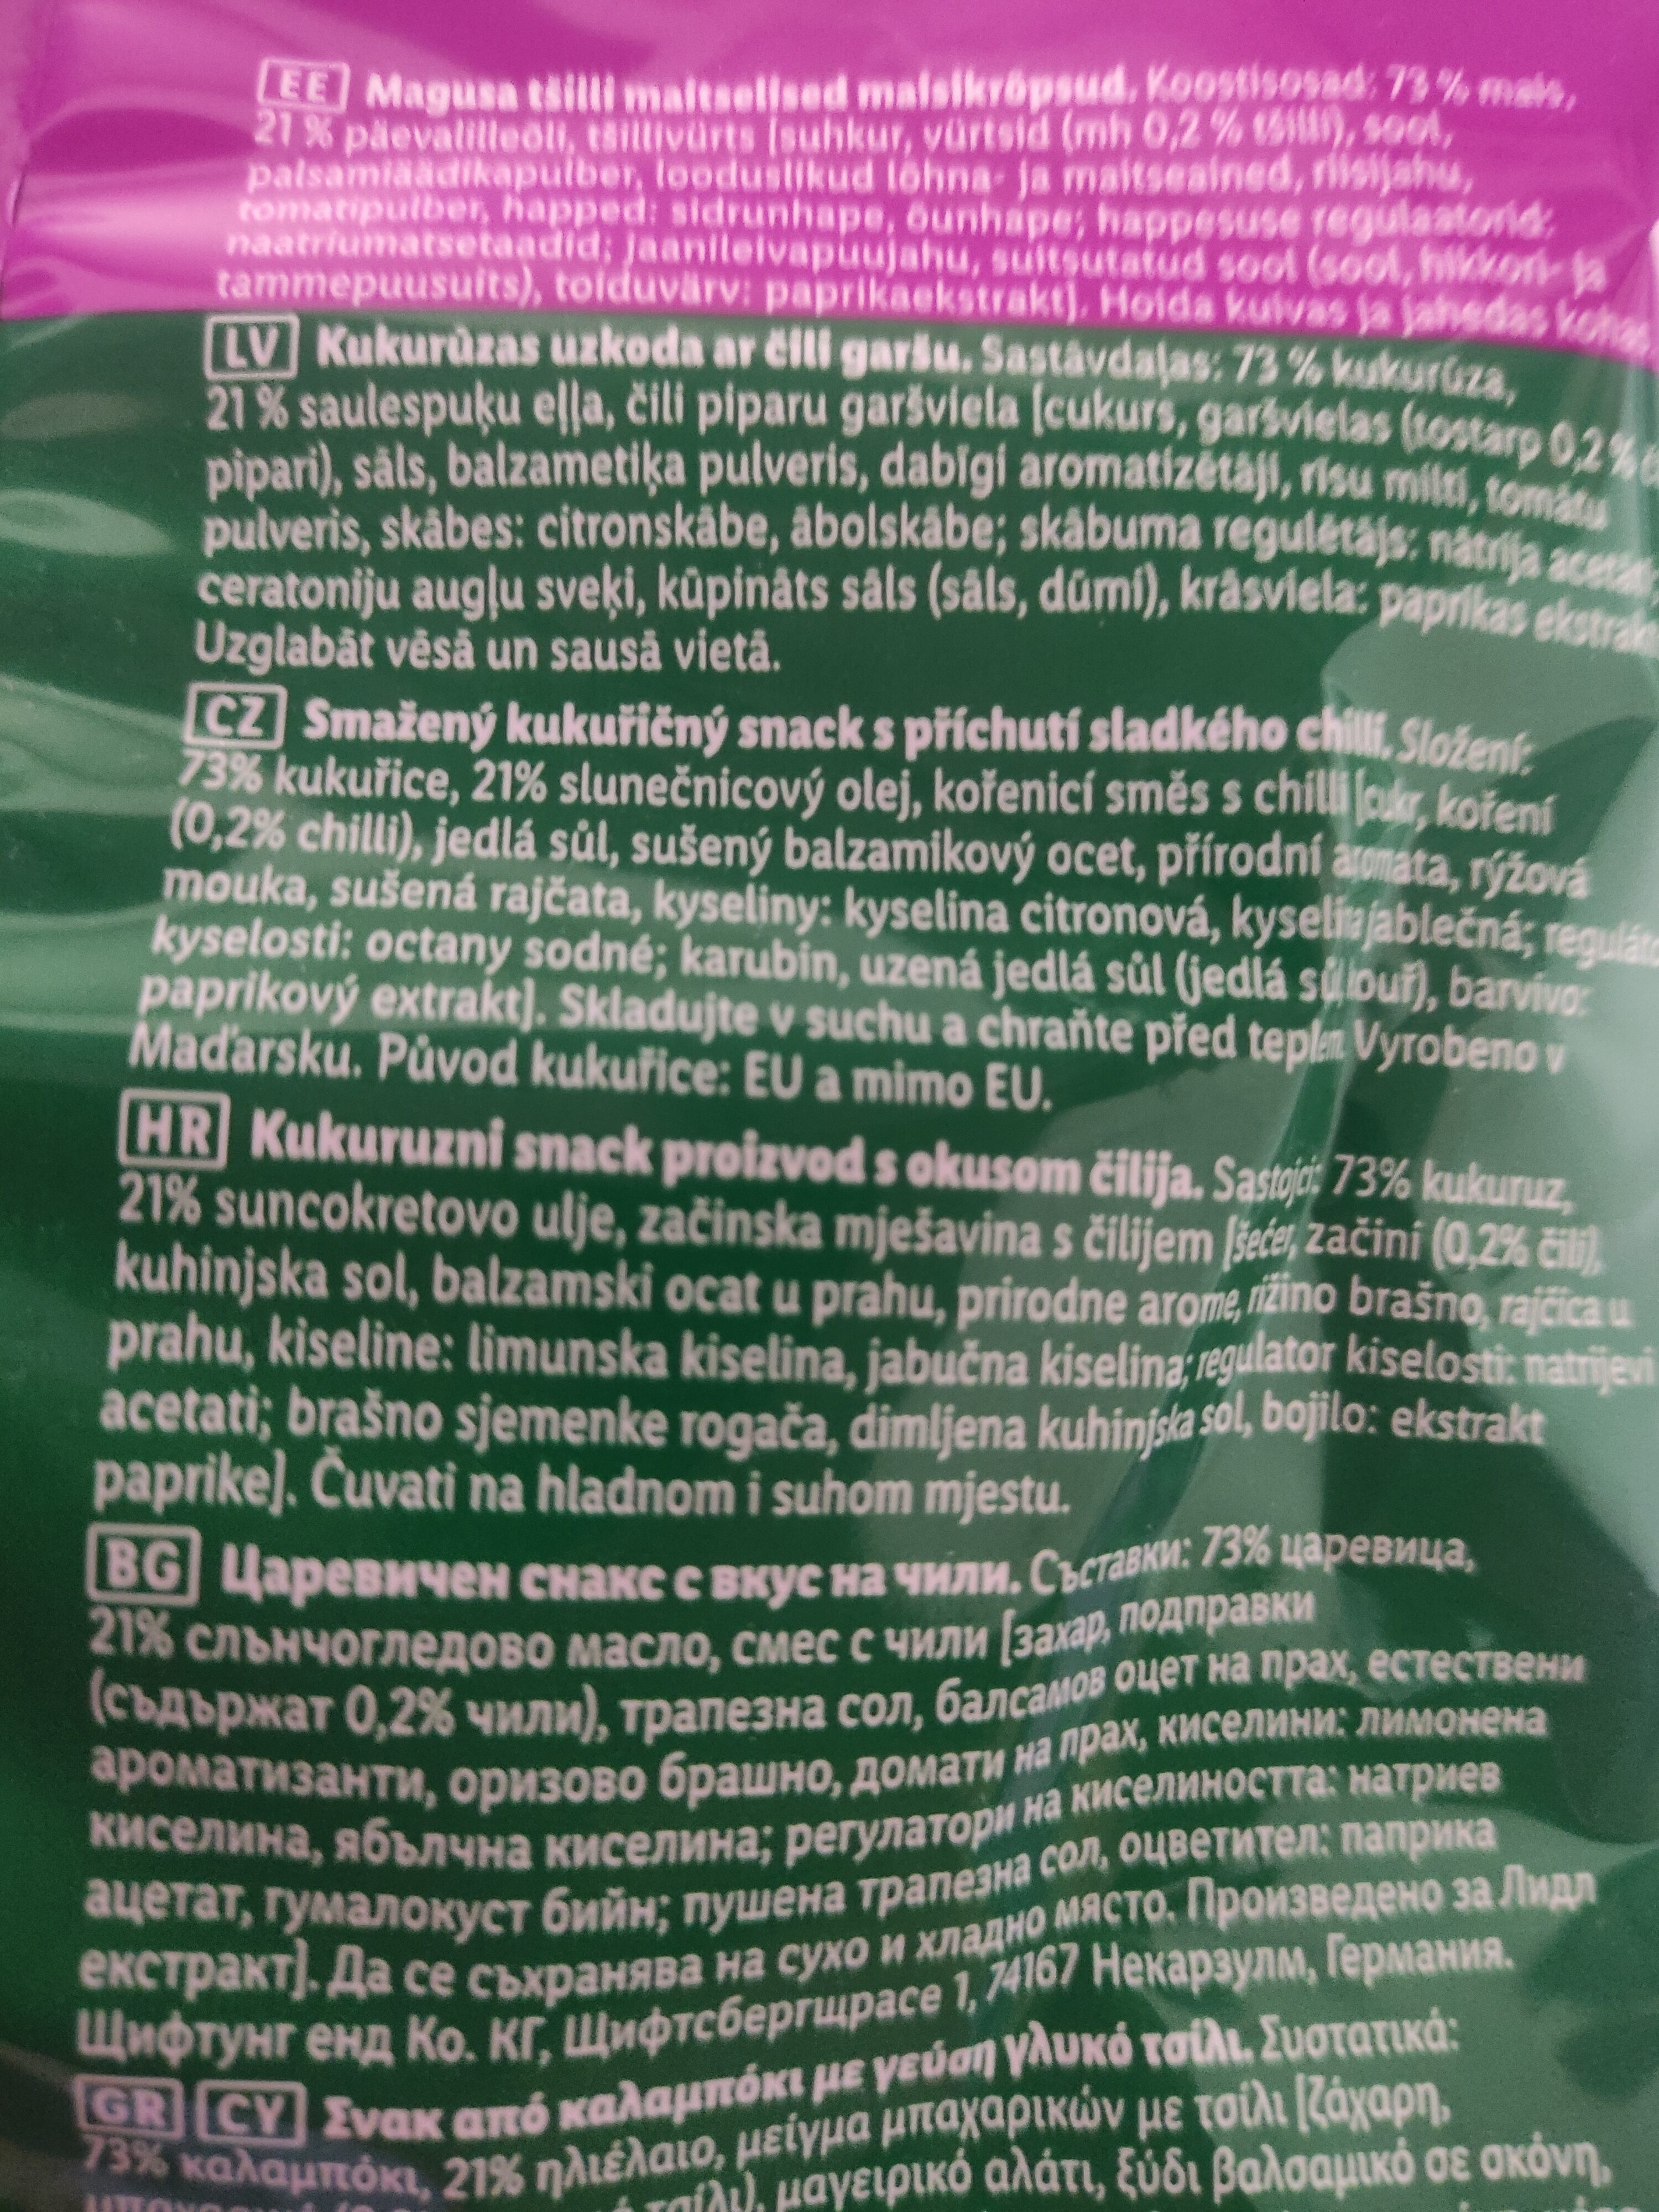 EE Magusa tšilli maitselised maisikrõpsud. Koostisosad: 73 % mais,
21 % päevalilleõli, tšillivürts [suhkur, vürtsid (mh 0,2 % tšilli), sool,
palsamiäädikapulber, looduslikud lõhna- ja maitseained, riisijahu,
tomatipulber, happed: sidrunhape, õunhape; happesuse regulaatorid:
naatriumatsetaadid; jaanileivapuujahu, suitsutatud sool (sool, hikkori- ja
tammepuusuits), toiduvärv: paprikaekstrakt]. Hoida kuivas ja jahedas
LV Kukurūzas uzkoda ar čili garšu. Sastāvdaļas: 73 % kukurūza,
21 % saulespuķu eļļa, čili piparu garšviela [cukurs, garšvielas (tostarp 0,2 %
pipari), sāls, balzametiķa pulveris, dabīgi aromatizētāji, rīsu milti, tomātu
pulveris, skābes: citronskābe, ābolskābe; skābuma regulētājs: nātrija
ceratoniju augļu sveķi, kūpināts sāls (sāls, dūmi), krāsviela: paprikas
Uzglabāt vēsā un sausā vietā.
CZ Smažený kukuřičný snack s příchutí sladkého chilli. Složení:
73% kukuřice, 21% slunečnicový olej, kořenicí směs s chilli [cukr, koření
(0,2% chilli), jedlá sůl, sušený balzamikový ocet, přírodní aromata, rýžová
mouka, sušená rajčata, kyseliny: kyselina citronová, kyselina jablečná;
kyselosti: octany sodné; karubin, uzená jedlá sůl (jedlá sůl, kouř), barvivo:
paprikový extrakt]. Skladujte v suchu a chraňte před teplem. Vyrobeno v
Maďarsku. Původ kukuřice: EU a mimo EU.
HR Kukuruzni snack proizvod s okusom čilija. Sastojci: 73% kukuruz,
21% suncokretovo ulje, začinska mješavina s čilijem [šećer, začini (0,2% čili),
kuhinjska sol, balzamski ocat u prahu, prirodne arome, rižino brašno, rajčica u
prahu, kiseline: limunska kiselina, jabučna kiselina; regulator kiselosti: natrijevi
acetati; brašno sjemenke rogača, dimljena kuhinjska sol, bojilo: ekstrakt
paprike]. Čuvati na hladnom i suhom mjestu.
BG Царевичен снакс с вкус на чили. Съставки: 73% царевица,
21% слънчогледово масло, смес с чили [захар, подправки
(съдържат 0,2% чили), трапезна сол, балсамов оцет на прах, естествени
ароматизанти, оризово брашно, домати на прах, киселини: лимонена
киселина, ябълчна киселина; регулатори на киселиността: натриев
ацетат, гумалокуст бийн; пушена трапезна сол, оцветител: паприка
екстракт]. Да се съхранява на сухо и хладно място. Произведено за Лидл
Щифтунг енд Ко. КГ, Щифтсбергщрасе 1, 74167 Некарзулм, Германия.
GR CY Σνακ από καλαμπόκι με γεύση γλυκό τσίλι. Συστατικά:
73% καλαμπόκι, 21% ηλιέλαιο, μείγμα μπαχαρικών με τσίλι [ζάχαρη,
τσίλι), μαγειρικό αλάτι, ξύδι βαλσαμικό σε σκόνη,